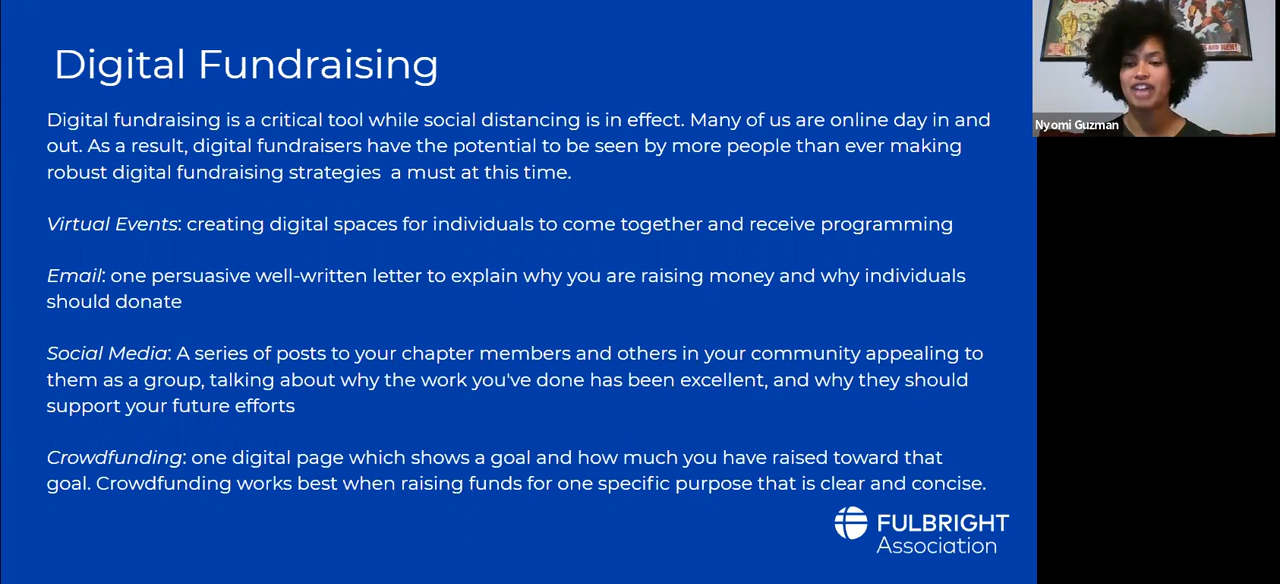 Digital Fundraising
Digital fundraising is a critical tool while social distancing is in effect. Many of us are online day in and
out. As a result, digital fundraisers have the potential to be seen by more people than ever making
robust digital fundraising strategies  a must at this time.
Virtual Events: creating digital spaces for individuals to come together and receive programming
Email: one persuasive well-written letter to explain why you are raising money and why individuals
should donate
Social Media: A series of posts to your chapter members and others in your community appealing to
them as a group, talking about why the work you've done has been excellent, and why they should
support your future efforts
Crowdfunding: one digital page which shows a goal and how much you have raised toward that
goal. Crowdfunding works best when raising funds for one specific purpose that is clear and concise.
FULBRIGHT
Association
Nyomi Guzman